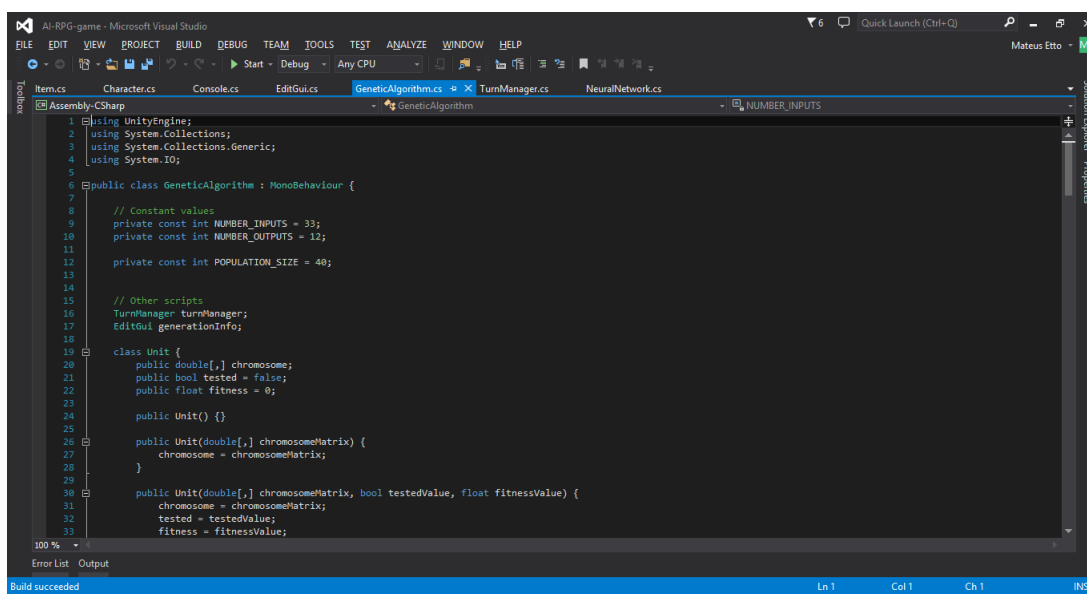 AI-RPG-game - Microsoft Visual Studio
6
Quick Launch (Ctrl+Q)
FILE EDIT VIEW PROJECT BUILD DEBUG TEAM TOOLS TEST ANALYZE WINDOW HELP
Mateus Etto
Start Debug Any CPU
Toolbox
Item.cs Character.cs Console.cs EditGui.cs GeneticAlgorithm.cs TurnManager.cs NeuralNetwork.cs
Assembly-CSharp GeneticAlgorithm NUMBER_INPUTS
1 using UnityEngine;
2 using System.Collections;
3 using System.Collections.Generic;
4 using System.IO;
5
6 public class GeneticAlgorithm : MonoBehaviour {
7
8 // Constant values
9 private const int NUMBER_INPUTS = 33;
10 private const int NUMBER_OUTPUTS = 12;
11
12 private const int POPULATION_SIZE = 40;
13
14
15 // Other scripts
16 TurnManager turnManager;
17 EditGui generationInfo;
18
19 class Unit {
20 public double[,] chromosome;
21 public bool tested = false;
22 public float fitness = 0;
23
24 public Unit() {}
25
26 public Unit(double[,] chromosomeMatrix) {
27 chromosome = chromosomeMatrix;
28 }
29
30 public Unit(double[,] chromosomeMatrix, bool testedValue, float fitnessValue) {
31 chromosome = chromosomeMatrix;
32 tested = testedValue;
33 fitness = fitnessValue;
100 %
Error List Output
Build succeeded Ln 1 Col 1 Ch 1 INS